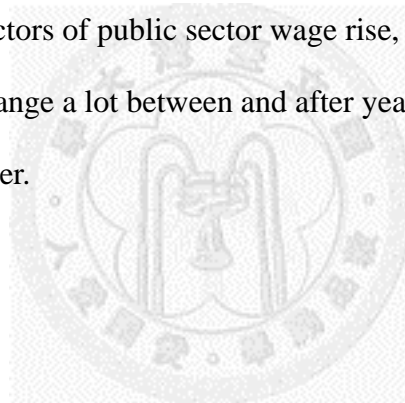 ctors of public sector wage rise,
ange a lot between and after yea
er.